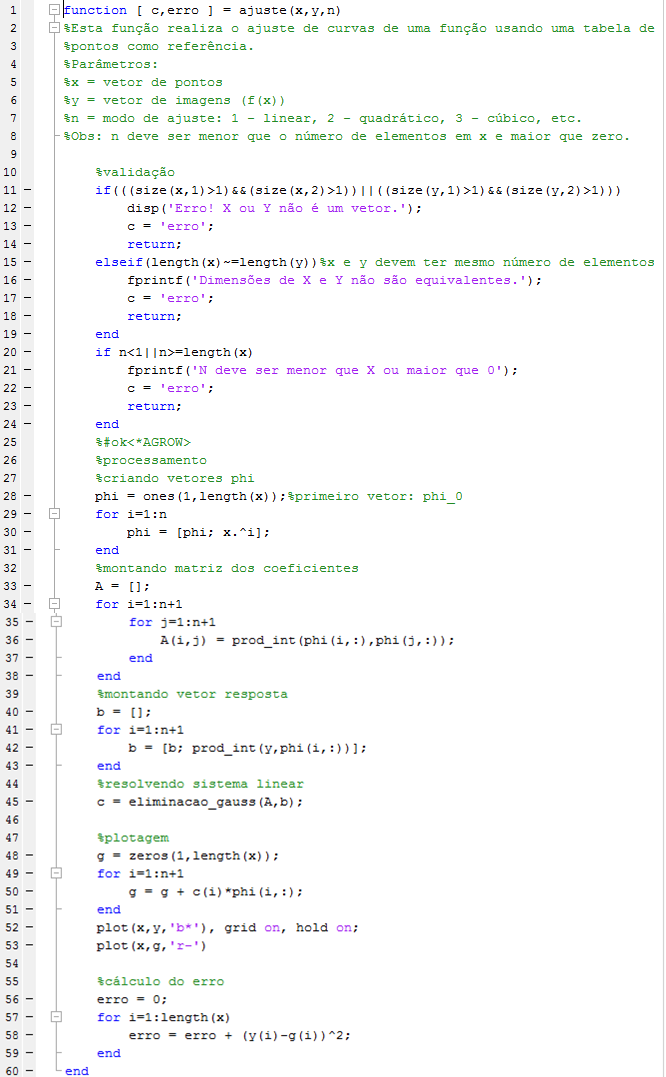 1 function [ c,erro ] = ajuste(x,y,n)
2 %Esta função realiza o ajuste de curvas de uma função usando uma tabela de
3 %pontos como referência.
4 %Parâmetros:
5 %x = vetor de pontos
6 %y = vetor de imagens (f(x))
7 %n = modo de ajuste: 1 - linear, 2 - quadrático, 3 - cúbico, etc.
8 %Obs: n deve ser menor que o número de elementos em x e maior que zero.
9
10 %validação
11 if(((size(x,1)>1)&&(size(x,2)>1))||((size(y,1)>1)&&(size(y,2)>1)))
12 disp('Erro! X ou Y não é um vetor.');
13 c = 'erro';
14 return;
15 elseif(length(x)~=length(y))%x e y devem ter mesmo número de elementos
16 fprintf('Dimensões de X e Y não são equivalentes.');
17 c = 'erro';
18 return;
19 end
20 if n<1||n>=length(x)
21 fprintf('N deve ser menor que X ou maior que 0');
22 c = 'erro';
23 return;
24 end
25 %#ok<*AGROW>
26 %processamento
27 %criando vetores phi
28 phi = ones(1,length(x));%primeiro vetor: phi_0
29 for i=1:n
30 phi = [phi; x.^i];
31 end
32 %montando matriz dos coeficientes
33 A = [];
34 for i=1:n+1
35 for j=1:n+1
36 A(i,j) = prod_int(phi(i,:),phi(j,:));
37 end
38 end
39 %montando vetor resposta
40 b = [];
41 for i=1:n+1
42 b = [b; prod_int(y,phi(i,:))];
43 end
44 %resolvendo sistema linear
45 c = eliminacao_gauss(A,b);
46
47 %plotagem
48 g = zeros(1,length(x));
49 for i=1:n+1
50 g = g + c(i)*phi(i,:);
51 end
52 plot(x,y,'b*'), grid on, hold on;
53 plot(x,g,'r-')
54
55 %cálculo do erro
56 erro = 0;
57 for i=1:length(x)
58 erro = erro + (y(i)-g(i))^2;
59 end
60 end